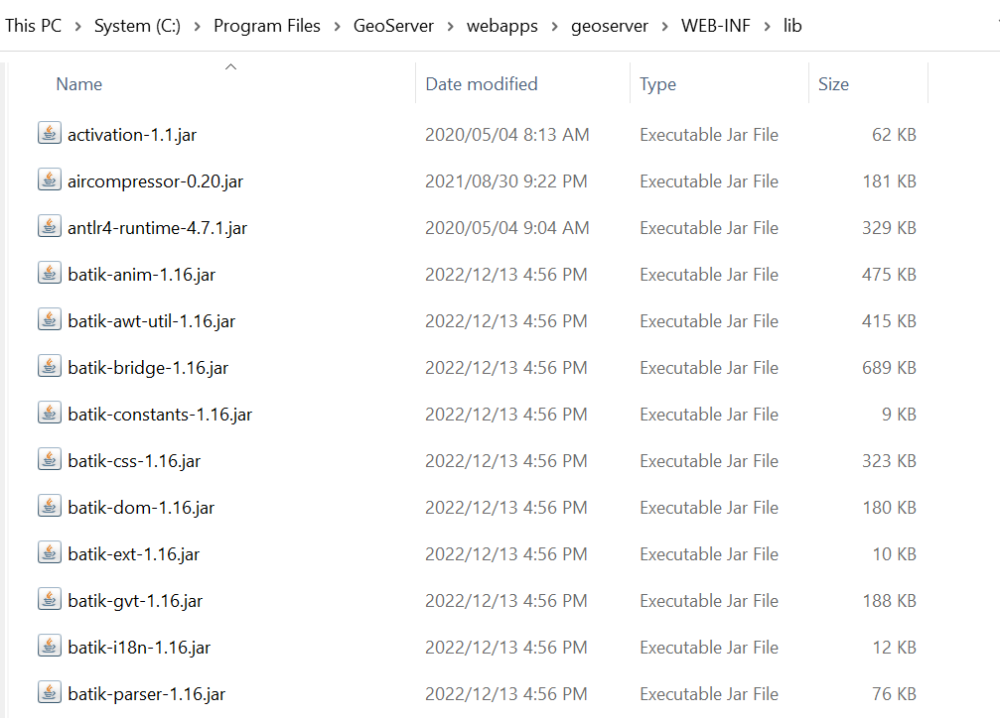 This PC > System (C:) > Program Files > GeoServer > webapps > geoserver > WEB-INF > lib
Name Date modified Type Size
activation-1.1.jar 2020/05/04 8:13 AM Executable Jar File 62 KB
aircompressor-0.20.jar 2021/08/30 9:22 PM Executable Jar File 181 KB
antlr4-runtime-4.7.1.jar 2020/05/04 9:04 AM Executable Jar File 329 KB
batik-anim-1.16.jar 2022/12/13 4:56 PM Executable Jar File 475 KB
batik-awt-util-1.16.jar 2022/12/13 4:56 PM Executable Jar File 415 KB
batik-bridge-1.16.jar 2022/12/13 4:56 PM Executable Jar File 689 KB
batik-constants-1.16.jar 2022/12/13 4:56 PM Executable Jar File 9 KB
batik-css-1.16.jar 2022/12/13 4:56 PM Executable Jar File 323 KB
batik-dom-1.16.jar 2022/12/13 4:56 PM Executable Jar File 180 KB
batik-ext-1.16.jar 2022/12/13 4:56 PM Executable Jar File 10 KB
batik-gvt-1.16.jar 2022/12/13 4:56 PM Executable Jar File 188 KB
batik-i18n-1.16.jar 2022/12/13 4:56 PM Executable Jar File 12 KB
batik-parser-1.16.jar 2022/12/13 4:56 PM Executable Jar File 76 KB